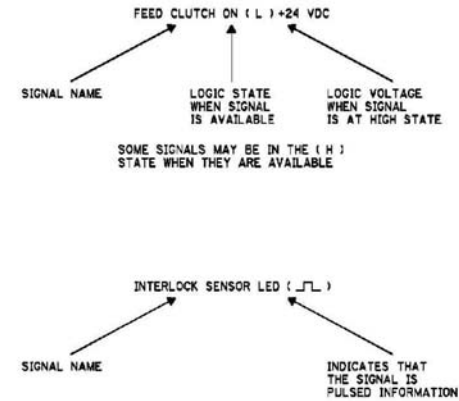 FEED CLUTCH ON ( L ) +24 VDC
SIGNAL NAME
LOGIC STATE
WHEN SIGNAL
IS AVAILABLE
LOGIC VOLTAGE
WHEN SIGNAL
IS AT HIGH STATE
SOME SIGNALS MAY BE IN THE ( H )
STATE WHEN THEY ARE AVAILABLE
INTERLOCK SENSOR LED ( )
SIGNAL NAME
INDICATES THAT
THE SIGNAL IS
PULSED INFORMATION